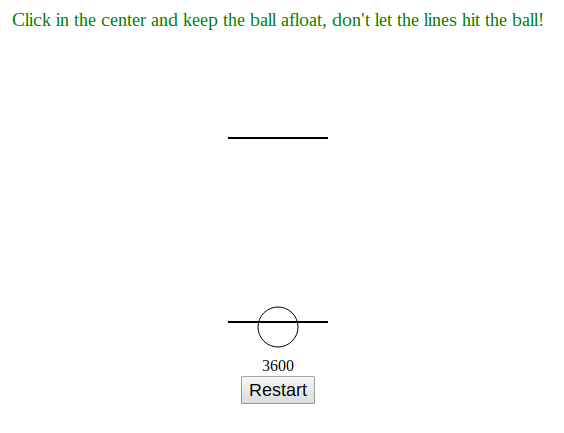 Click in the center and keep the ball afloat, don't let the lines hit the ball!
3600
Restart